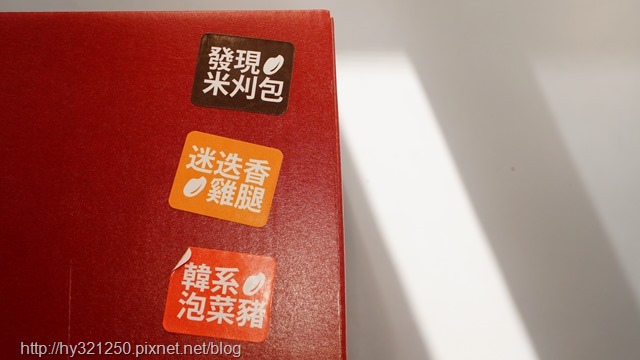 發現
米刈包
迷迭香
雞腿
韓系
泡菜豬
http://hy321250.pixnet.net/blog